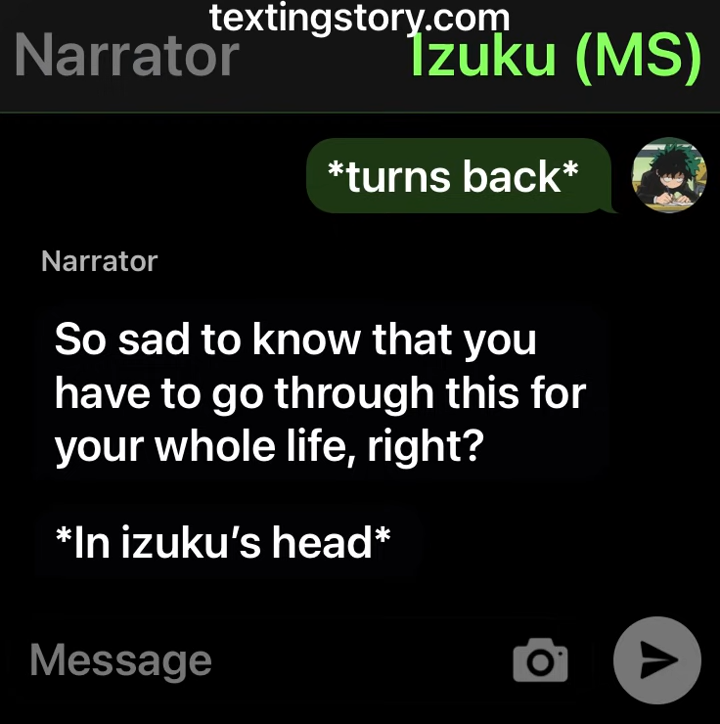 textingstory.com
Narrator
Izuku (MS)
*turns back*
Narrator
So sad to know that you
have to go through this for
your whole life, right?
*In izuku’s head*
Message